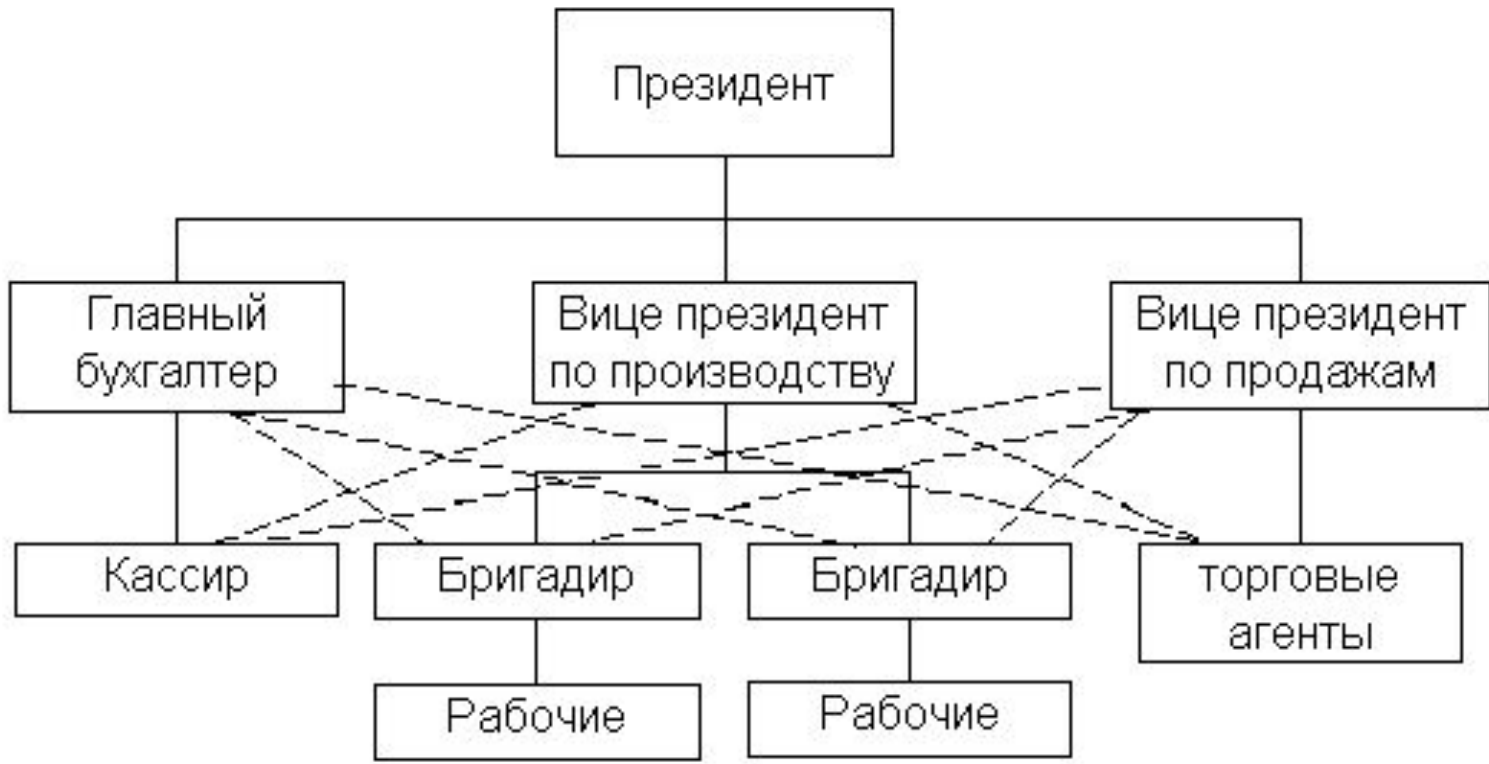 Президент
Главный
бухгалтер
Вице президент
по производству
Вице президент
по продажам
Кассир
Бригадир
Бригадир
торговые
агенты
Рабочие
Рабочие